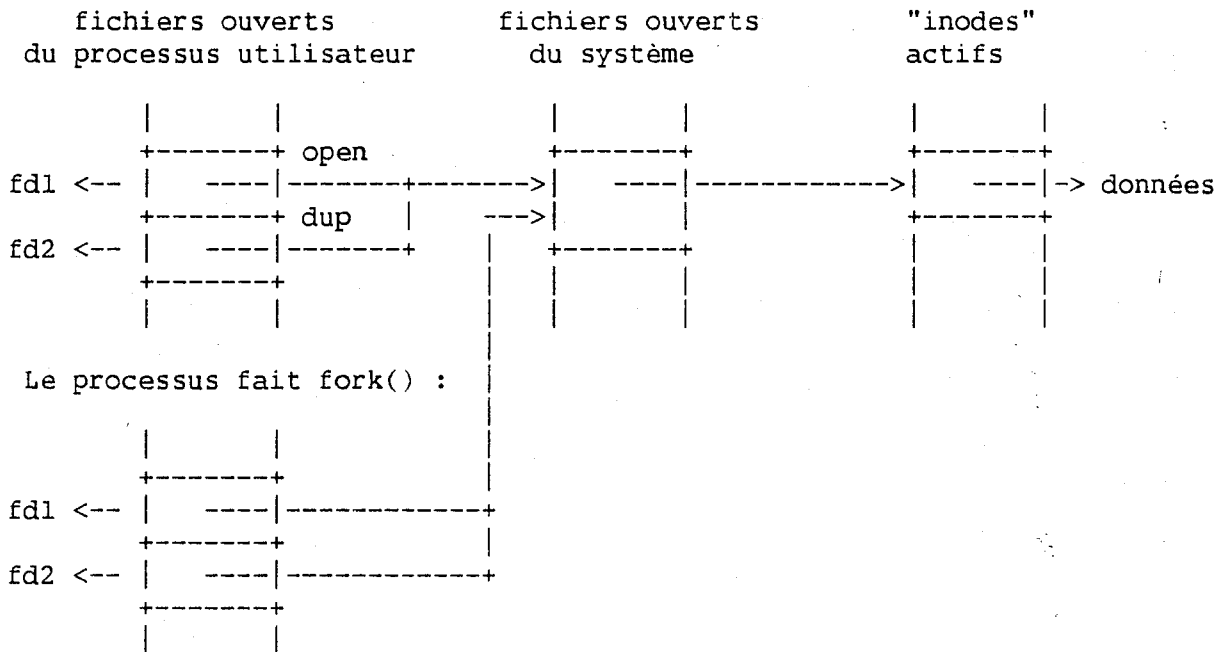 fichiers ouverts fichiers ouverts "inodes"
du processus utilisateur du système actifs
open
fd1 <-- ----> données
dup
fd2 <--
Le processus fait fork() :
fd1 <--
fd2 <--